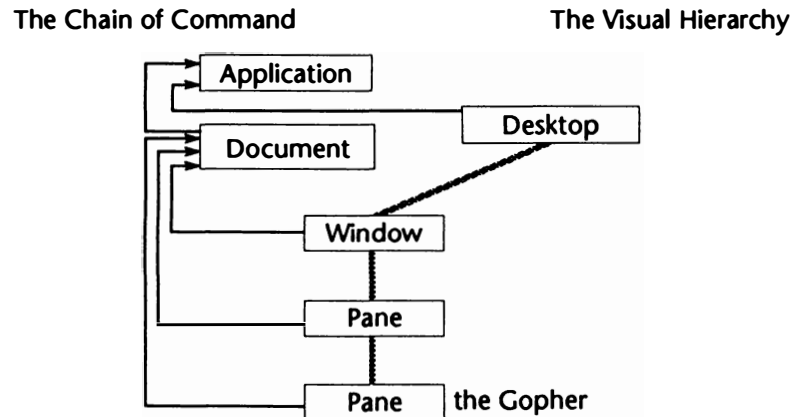 The Chain of Command
The Visual Hierarchy
Application
Desktop
Document
Window
Pane
Pane
the Gopher